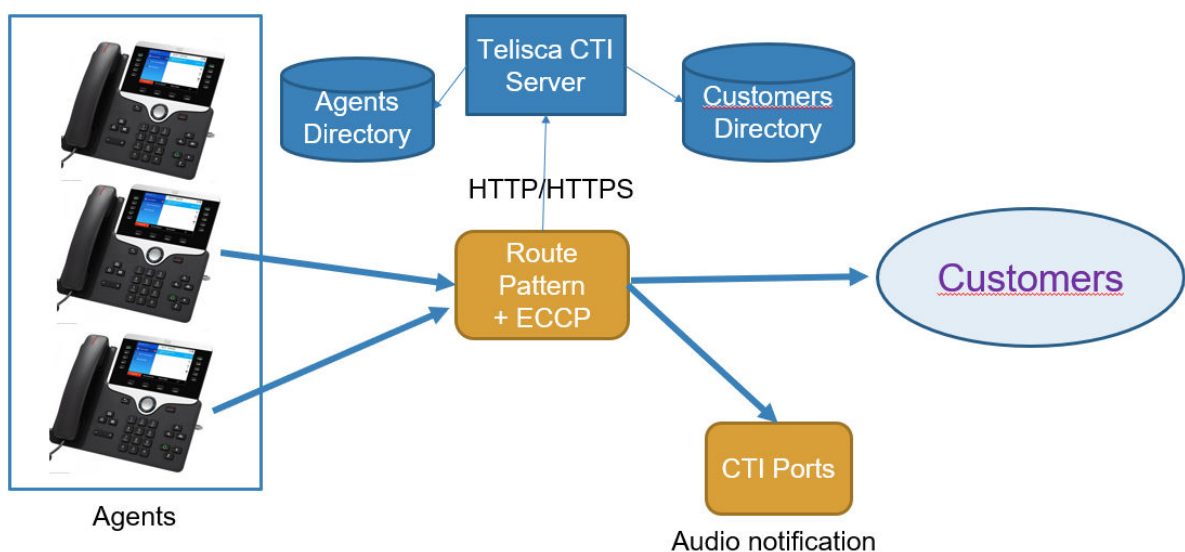 Telisca CTI
Server
Agents
Directory
Customers
Directory
HTTP/HTTPS
Route
Pattern
+ ECCP
Customers
CTI Ports
Agents
Audio notification